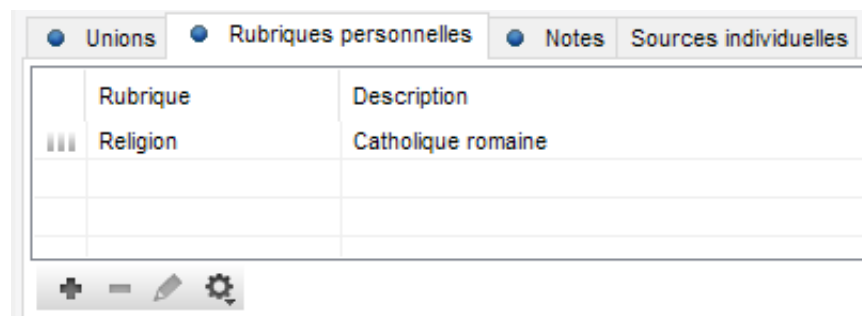 Unions Rubriques personnelles Notes Sources individuelles
Rubrique Description
Religion Catholique romaine